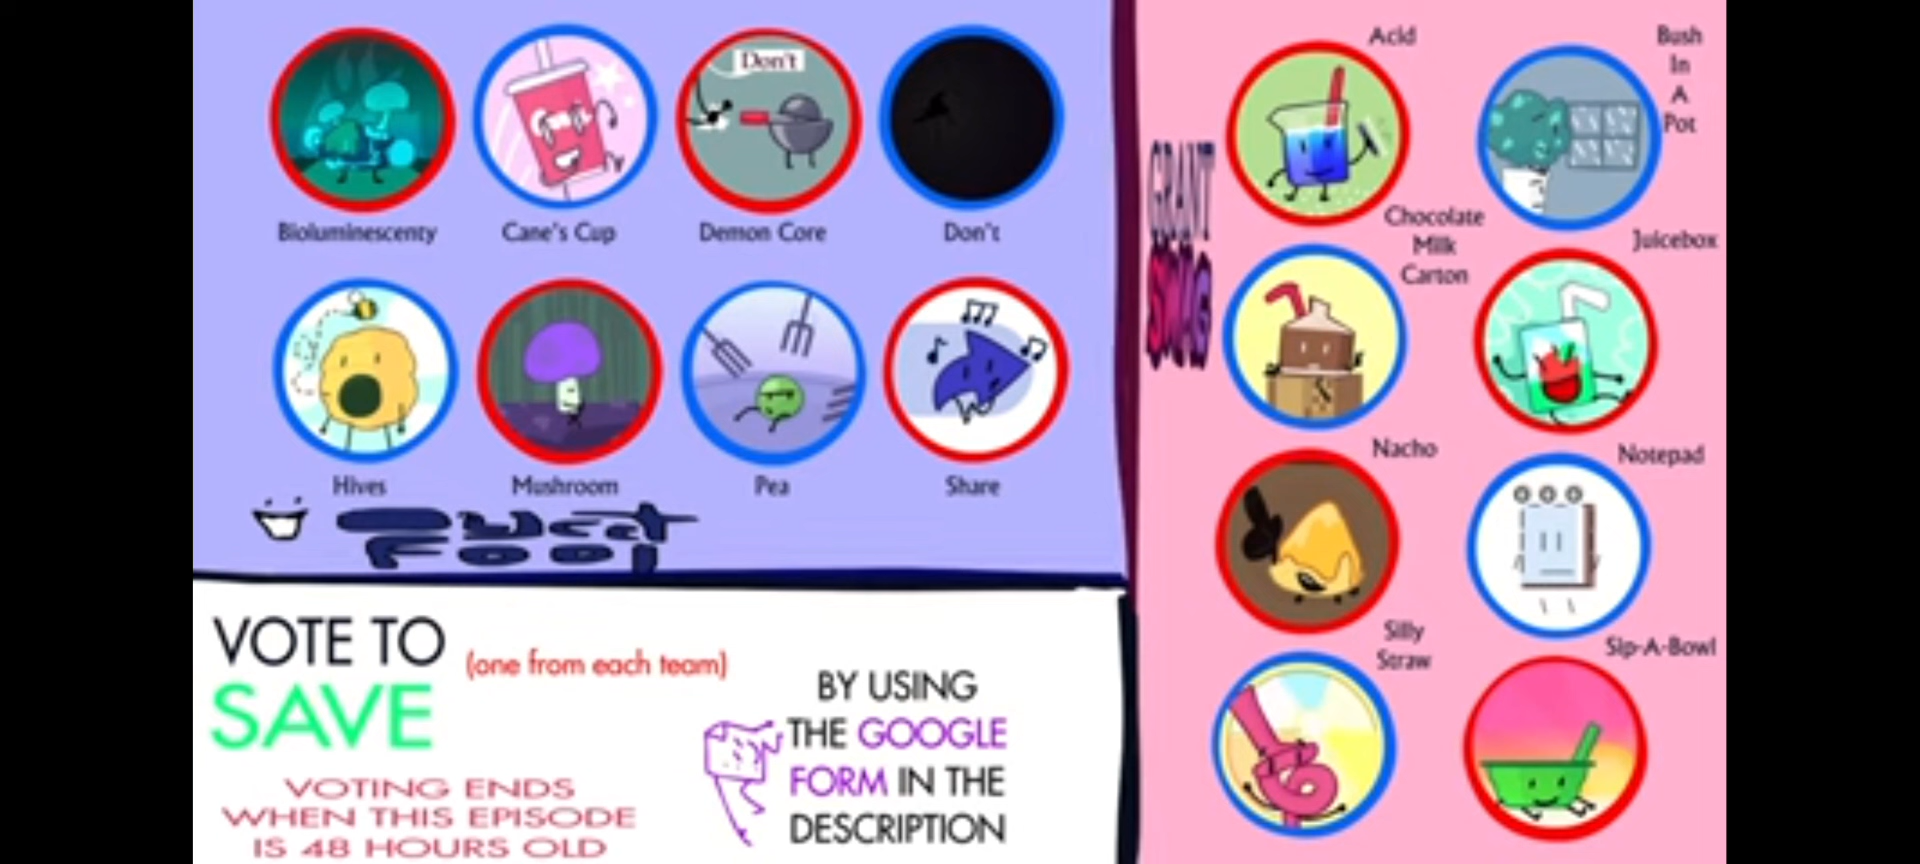 Don't
Bioluminescenty
Cane's Cup
Demon Core
Don't
Hives
Mushroom
Pea
Share
VOTE TO
SAVE
(one from each team)
VOTING ENDS
WHEN THIS EPISODE
IS 48 HOURS OLD
BY USING
THE GOOGLE
FORM IN THE
DESCRIPTION
GRANT
Acid
Bush
In
A
Pot
Chocolate
Milk
Carton
Juicebox
Nacho
Notepad
Silly
Straw
Sip-A-Bowl